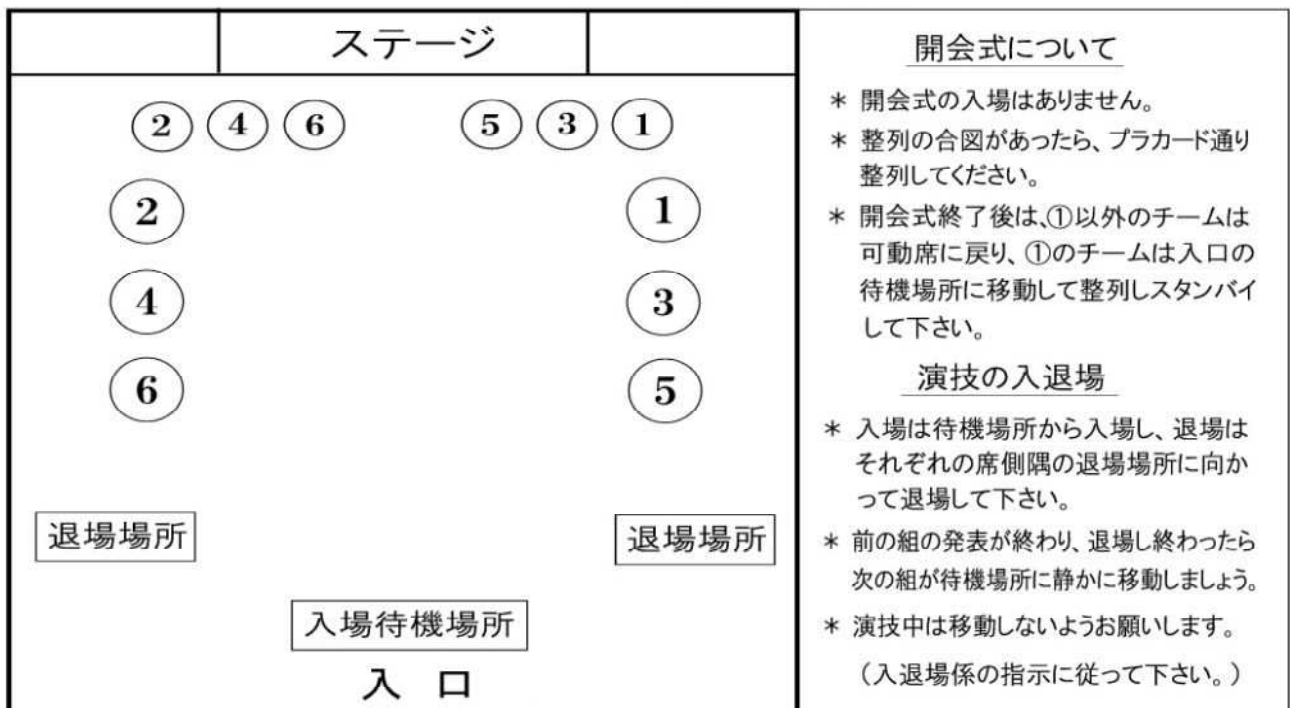 ステージ
② ④ ⑥ ⑤ ③ ①
② ①
④ ③
⑥ ⑤
退場場所 退場場所
入場待機場所
入 口
開会式について
* 開会式の入場はありません。
* 整列の合図があったら、プラカード通り
整列してください。
* 開会式終了後は、①以外のチームは
可動席に戻り、①のチームは入口の
待機場所に移動して整列しスタンバイ
して下さい。
演技の入退場
* 入場は待機場所から入場し、退場は
それぞれの席側隅の退場場所に向か
って退場して下さい。
* 前の組の発表が終わり、退場し終わったら
次の組が待機場所に静かに移動しましょう。
* 演技中は移動しないようお願いします。
（入退場係の指示に従って下さい。）